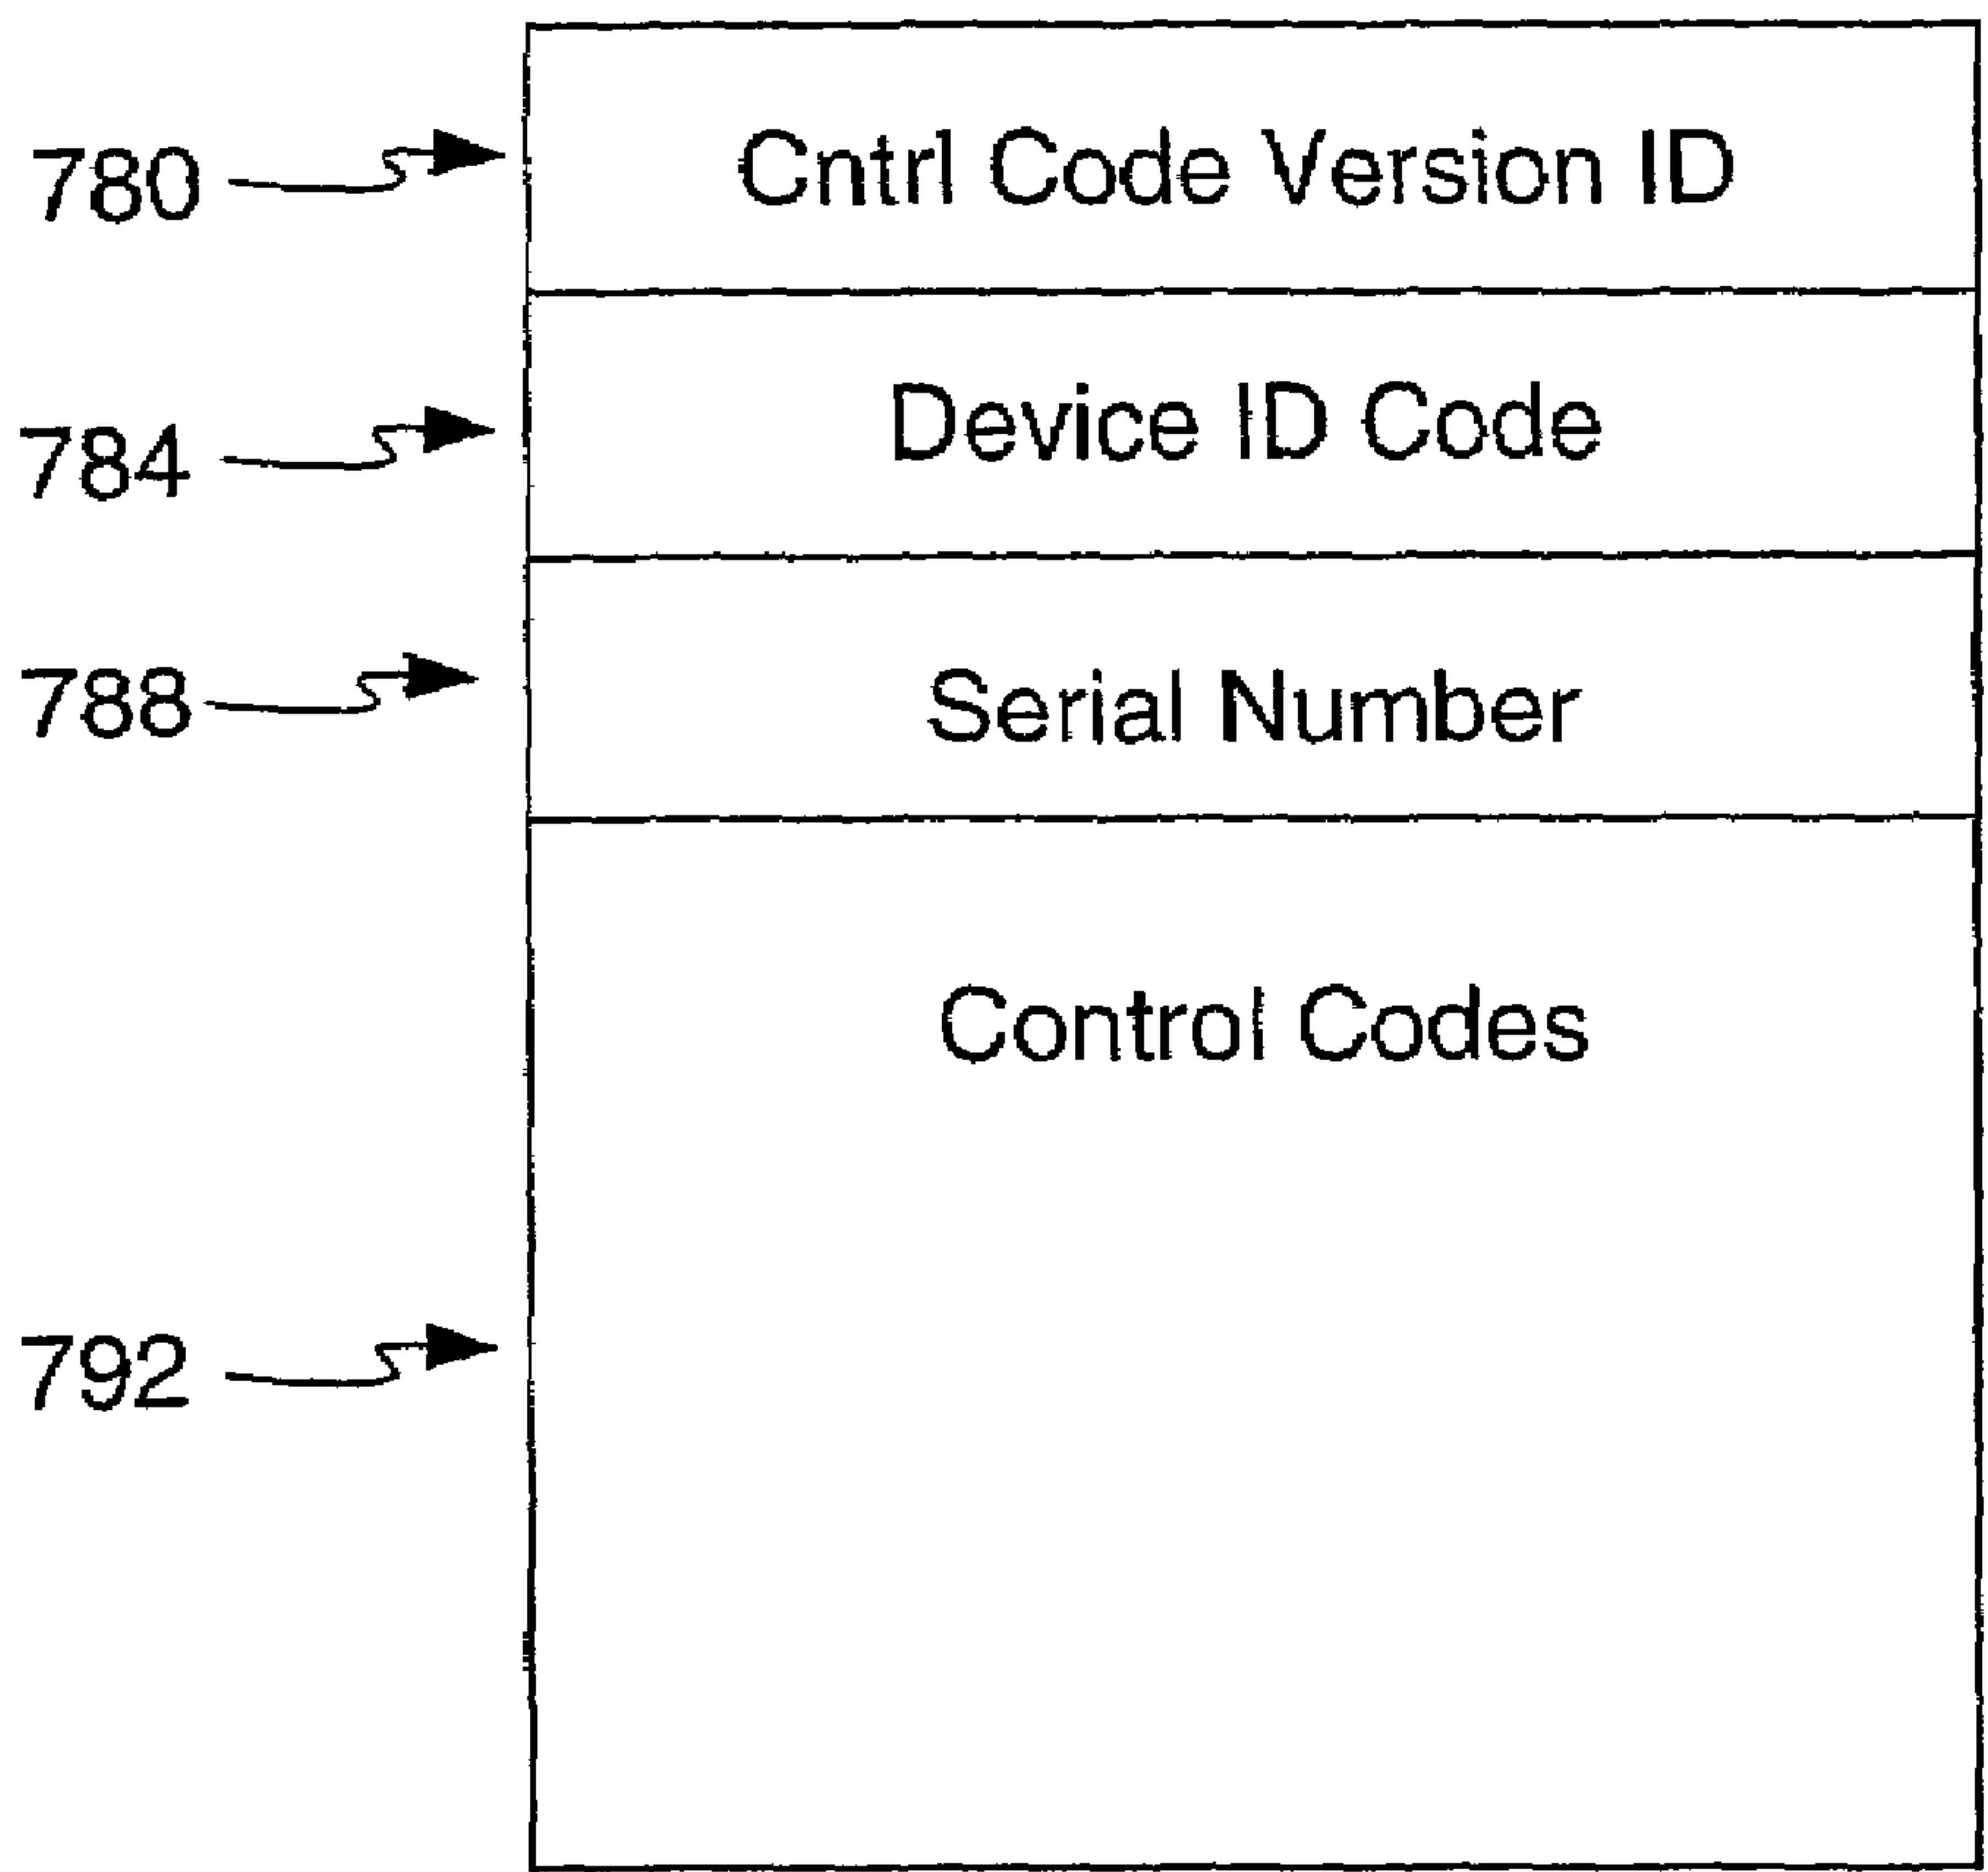 780 Cntrl Code Version ID
784 Device ID Code
788 Serial Number
Control Codes
792